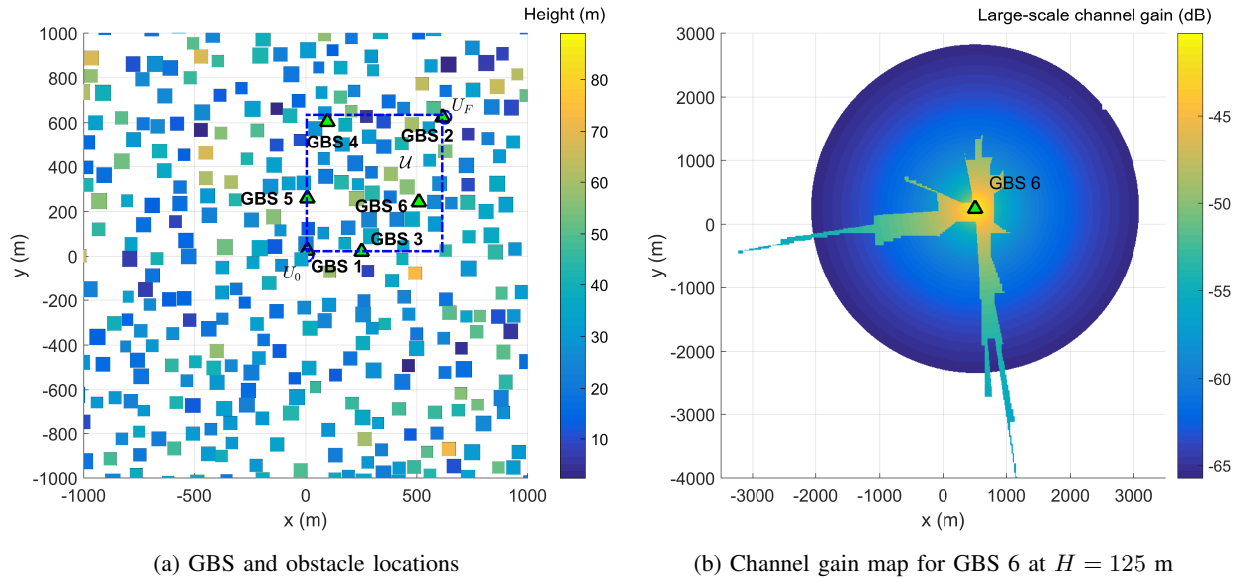 Height (m)
1000
800
600
400
200
0
-200
-400
-600
-800
-1000
y (m)
-1000
-500
0
500
1000
x (m)
80
70
60
50
40
30
20
10
U_F
GBS 4
GBS 2
𝒰
GBS 5
GBS 6
GBS 3
GBS 1
U_0
(a) GBS and obstacle locations
Large-scale channel gain (dB)
3000
2000
1000
0
-1000
-2000
-3000
-4000
y (m)
-3000
-2000
-1000
0
1000
2000
3000
x (m)
-45
-50
-55
-60
-65
GBS 6
(b) Channel gain map for GBS 6 at H = 125 m